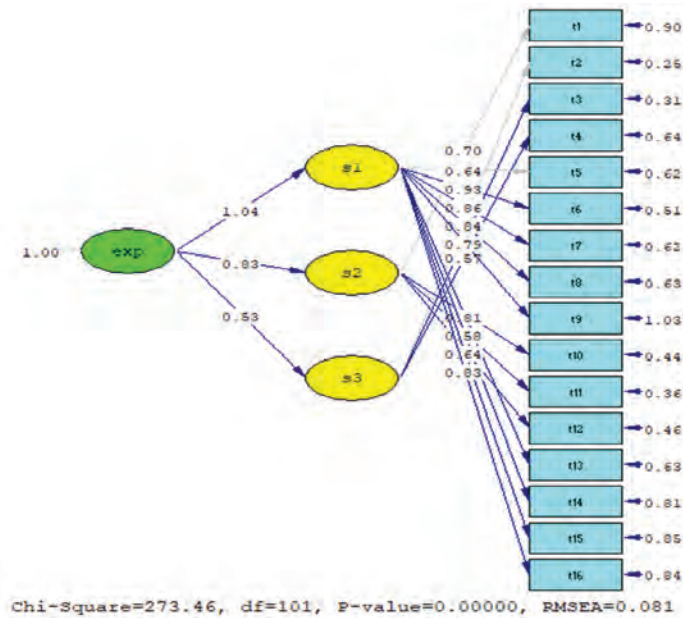 t1
0.90
t2
0.25
t3
0.31
t4
0.64
t5
0.62
t6
0.51
t7
0.62
t8
0.63
t9
1.03
t10
0.44
t11
0.36
t12
0.46
t13
0.63
t14
0.81
t15
0.85
t16
0.84
s1
s2
s3
1.00
exp
1.04
0.83
0.53
0.70
0.64
0.93
0.86
0.84
0.79
0.57
0.81
0.58
0.64
0.83
Chi-Square=273.46, df=101, P-value=0.00000, RMSEA=0.081